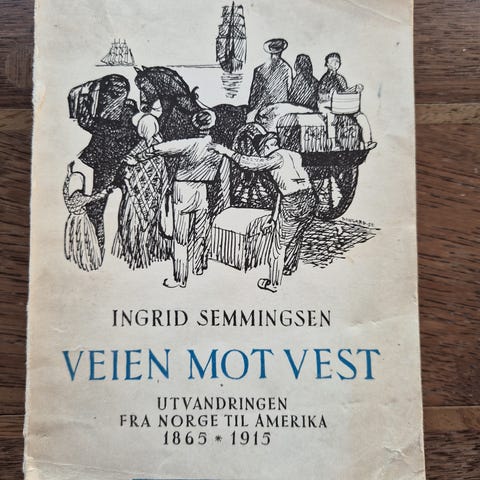 INGRID SEMMINGSEN
VEIEN MOT VEST
UTVANDRINGEN
FRA NORGE TIL AMERIKA
1865 * 1915